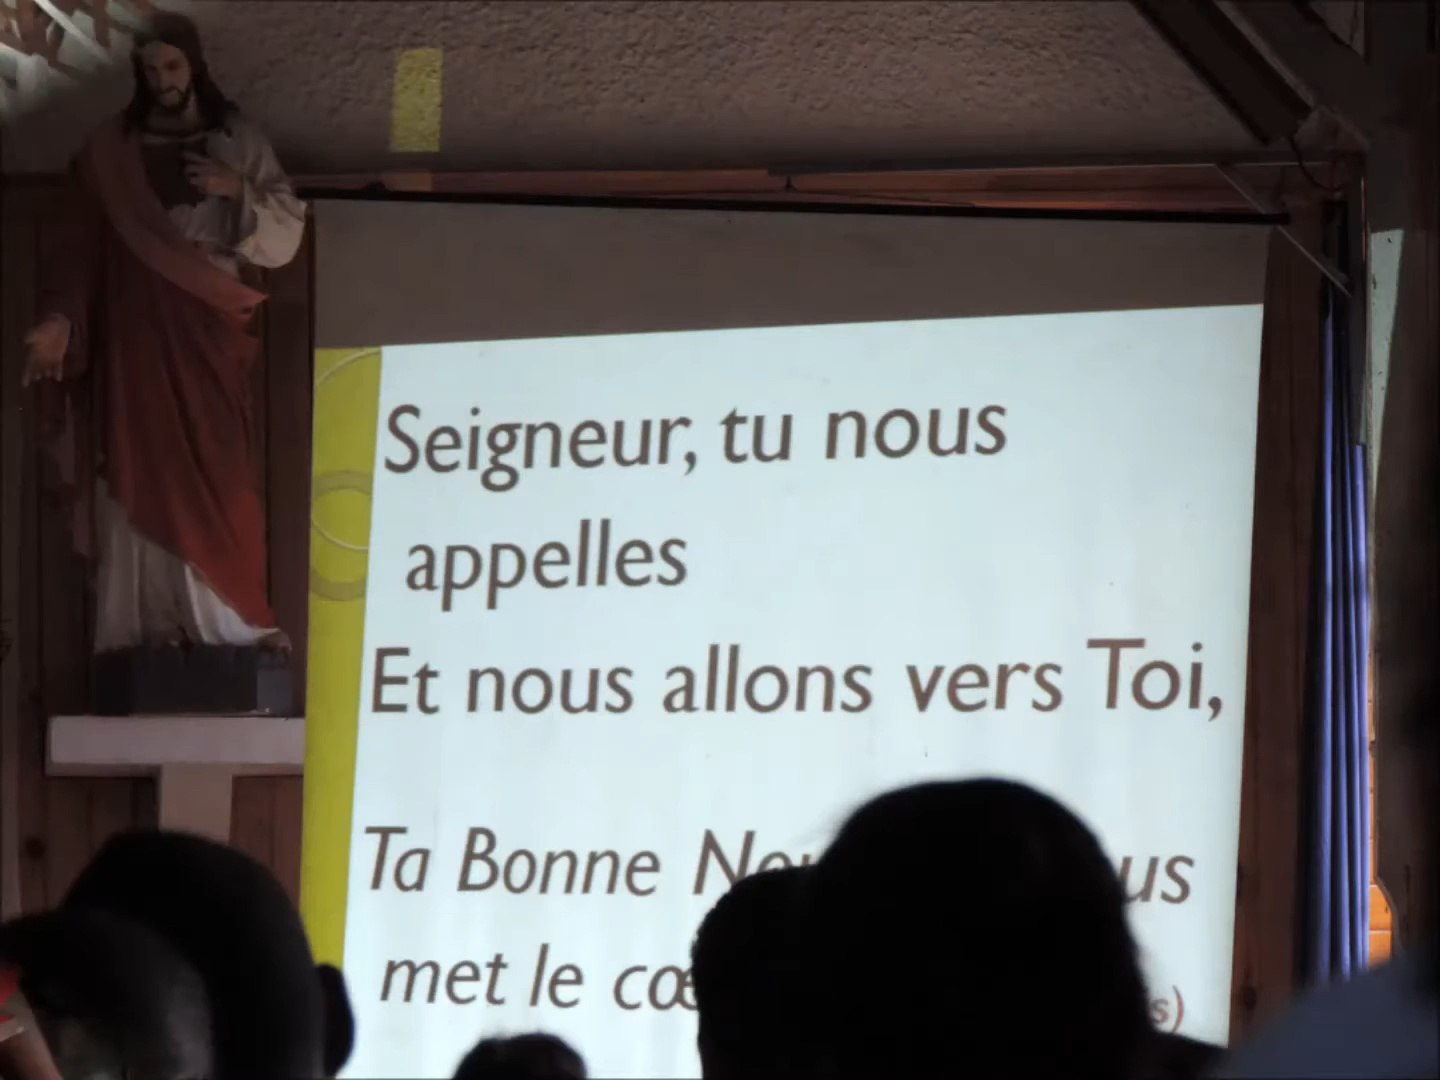 Seigneur, tu nous
appelles
Et nous allons vers Toi,
Ta Bonne
met le